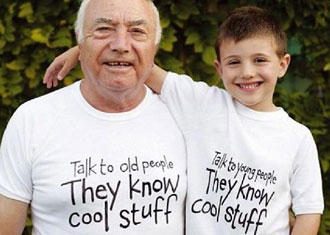 Talk to old people
They know
cool stuff
Talk to young people
They know
cool stuff